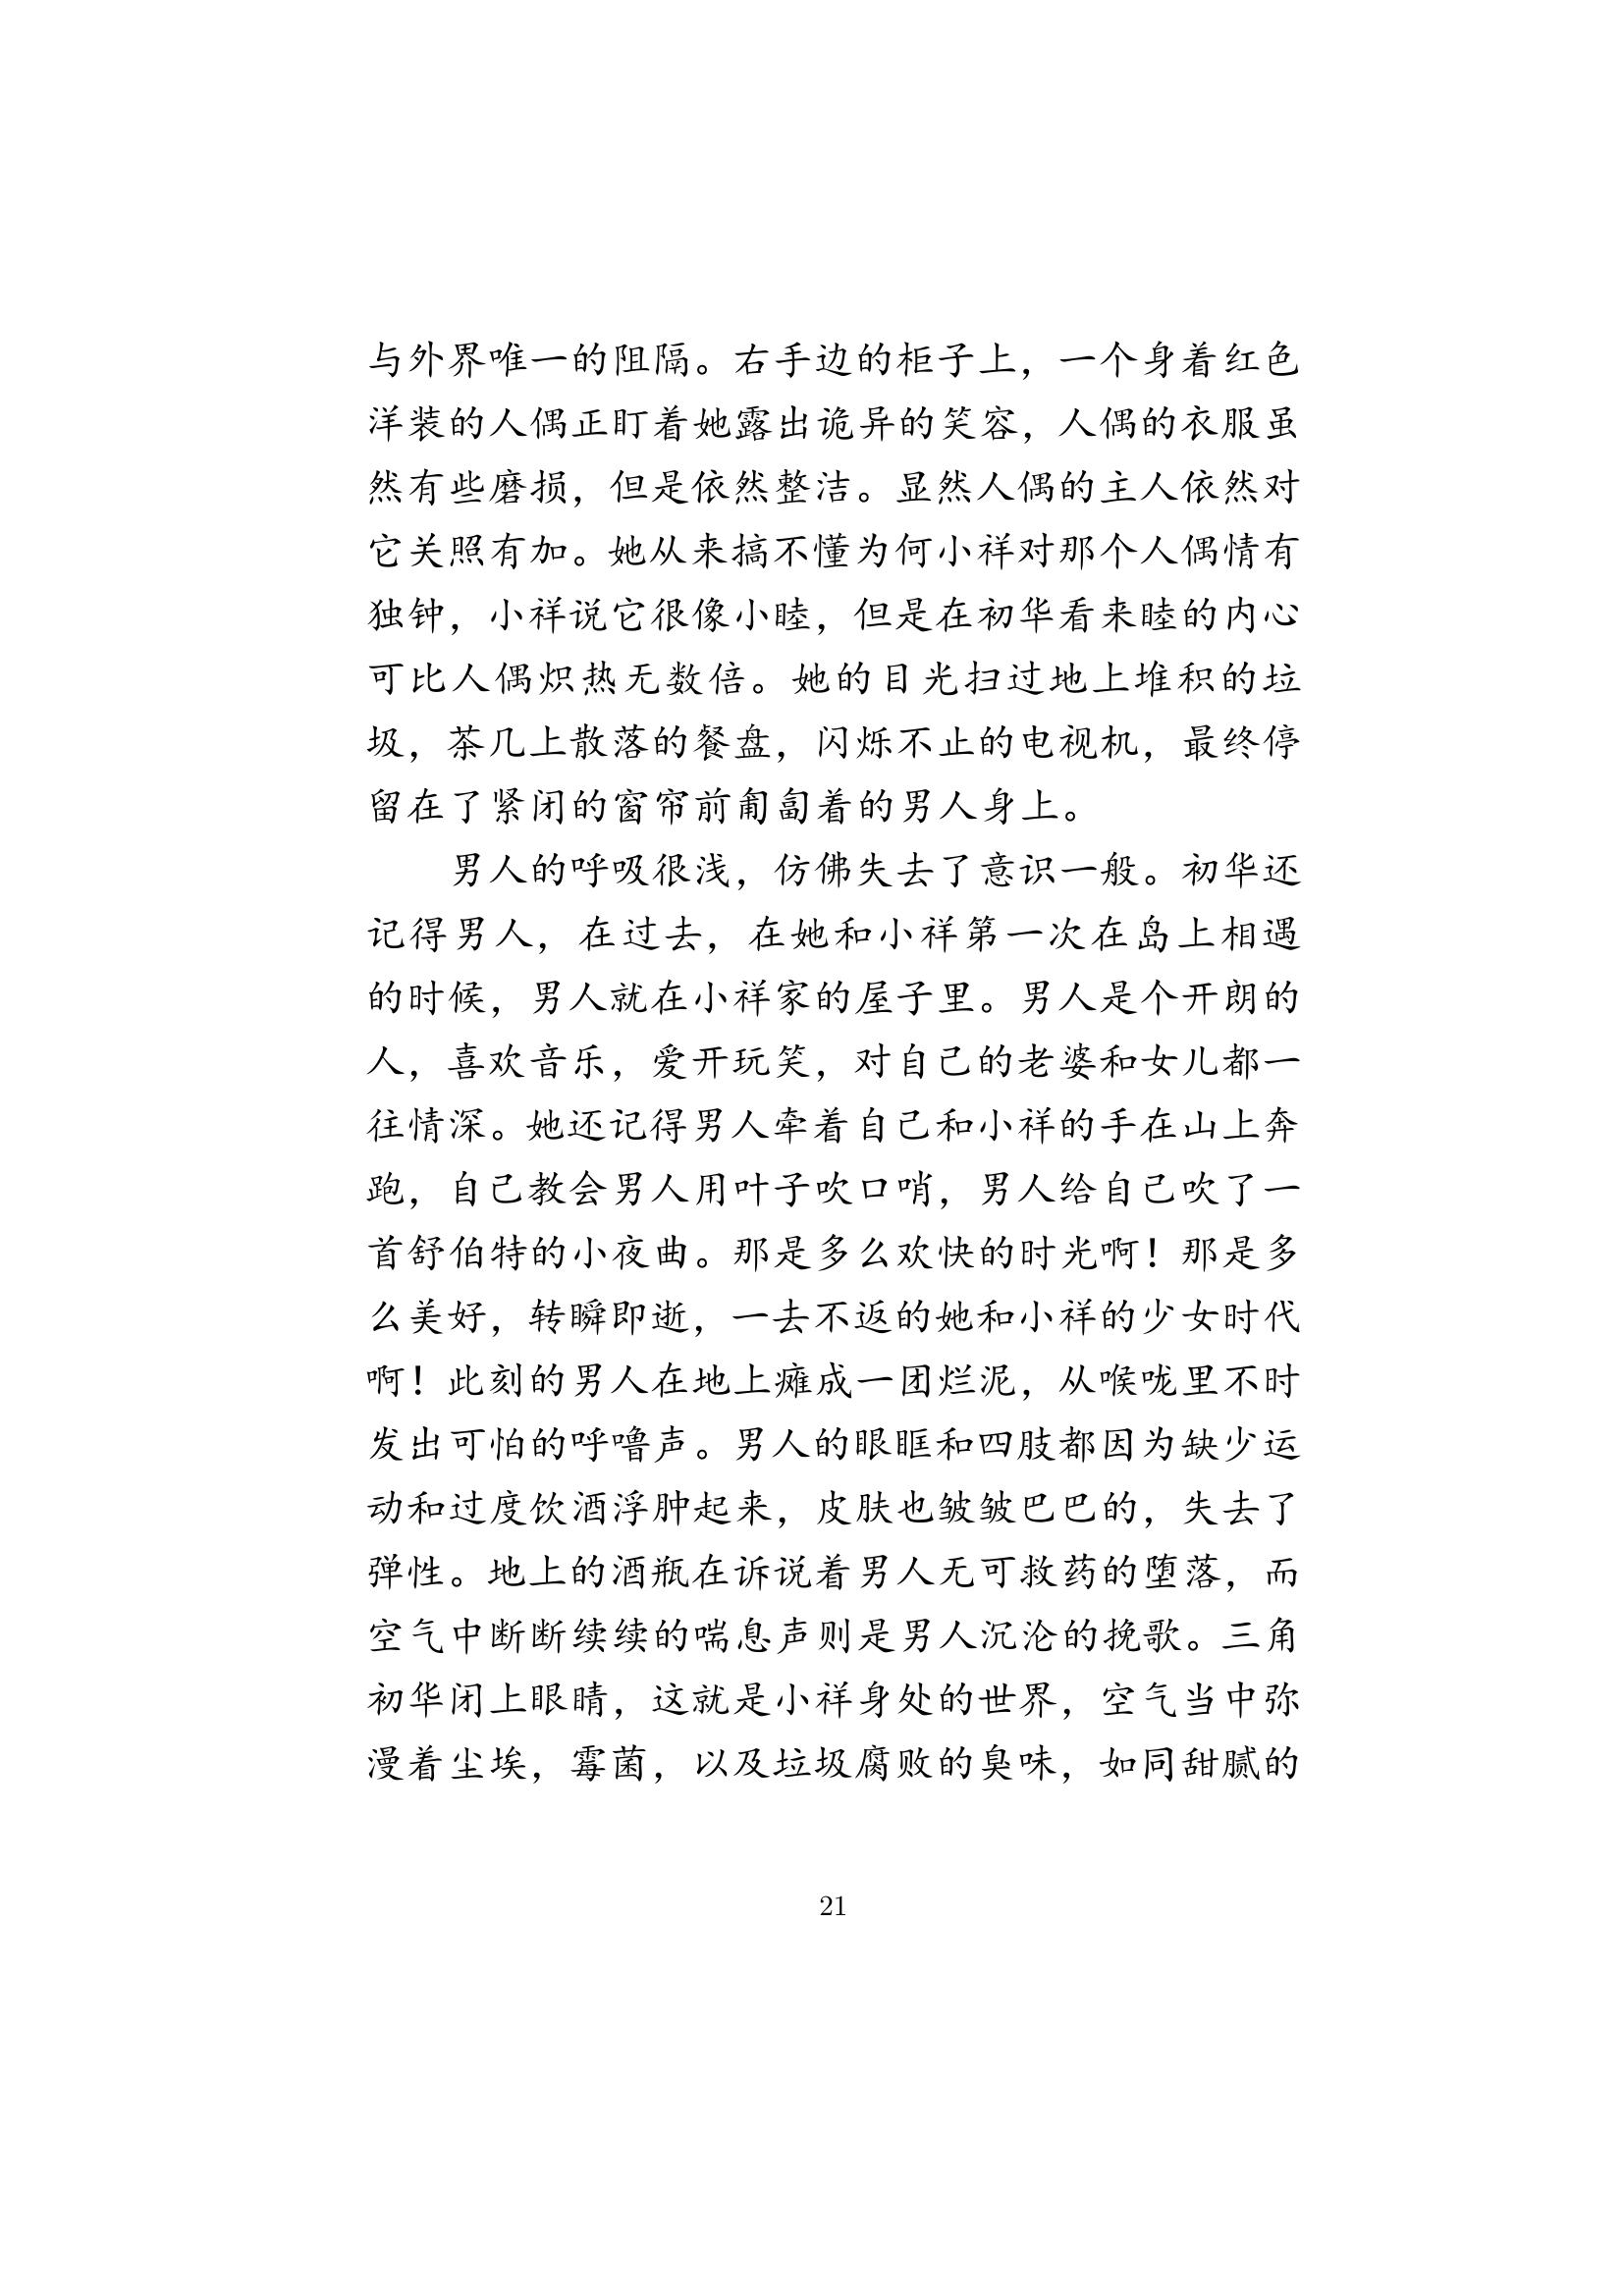 与外界唯一的阻隔。右手边的柜子上，一个身着红色
洋装的人偶正盯着她露出诡异的笑容，人偶的衣服虽
然有些磨损，但是依然整洁。显然人偶的主人依然对
它关照有加。她从来搞不懂为何小祥对那个人偶情有
独钟，小祥说它很像小睦，但是在初华看来睦的内心
可比人偶炽热无数倍。她的目光扫过地上堆积的垃
圾，茶几上散落的餐盘，闪烁不止的电视机，最终停
留在了紧闭的窗帘前匍匐着的男人身上。
男人的呼吸很浅，仿佛失去了意识一般。初华还
记得男人，在过去，在她和小祥第一次在岛上相遇
的时候，男人就在小祥家的屋子里。男人是个开朗的
人，喜欢音乐，爱开玩笑，对自己的老婆和女儿都一
往情深。她还记得男人牵着自己和小祥的手在山上奔
跑，自己教会男人用叶子吹口哨，男人给自己吹了一
首舒伯特的小夜曲。那是多么欢快的时光啊！那是多
么美好，转瞬即逝，一去不返的她和小祥的少女时代
啊！此刻的男人在地上瘫成一团烂泥，从喉咙里不时
发出可怕的呼噜声。男人的眼眶和四肢都因为缺少运
动和过度饮酒浮肿起来，皮肤也皱皱巴巴的，失去了
弹性。地上的酒瓶在诉说着男人无可救药的堕落，而
空气中断断续续的喘息声则是男人沉沦的挽歌。三角
初华闭上眼睛，这就是小祥身处的世界，空气当中弥
漫着尘埃，霉菌，以及垃圾腐败的臭味，如同甜腻的
21